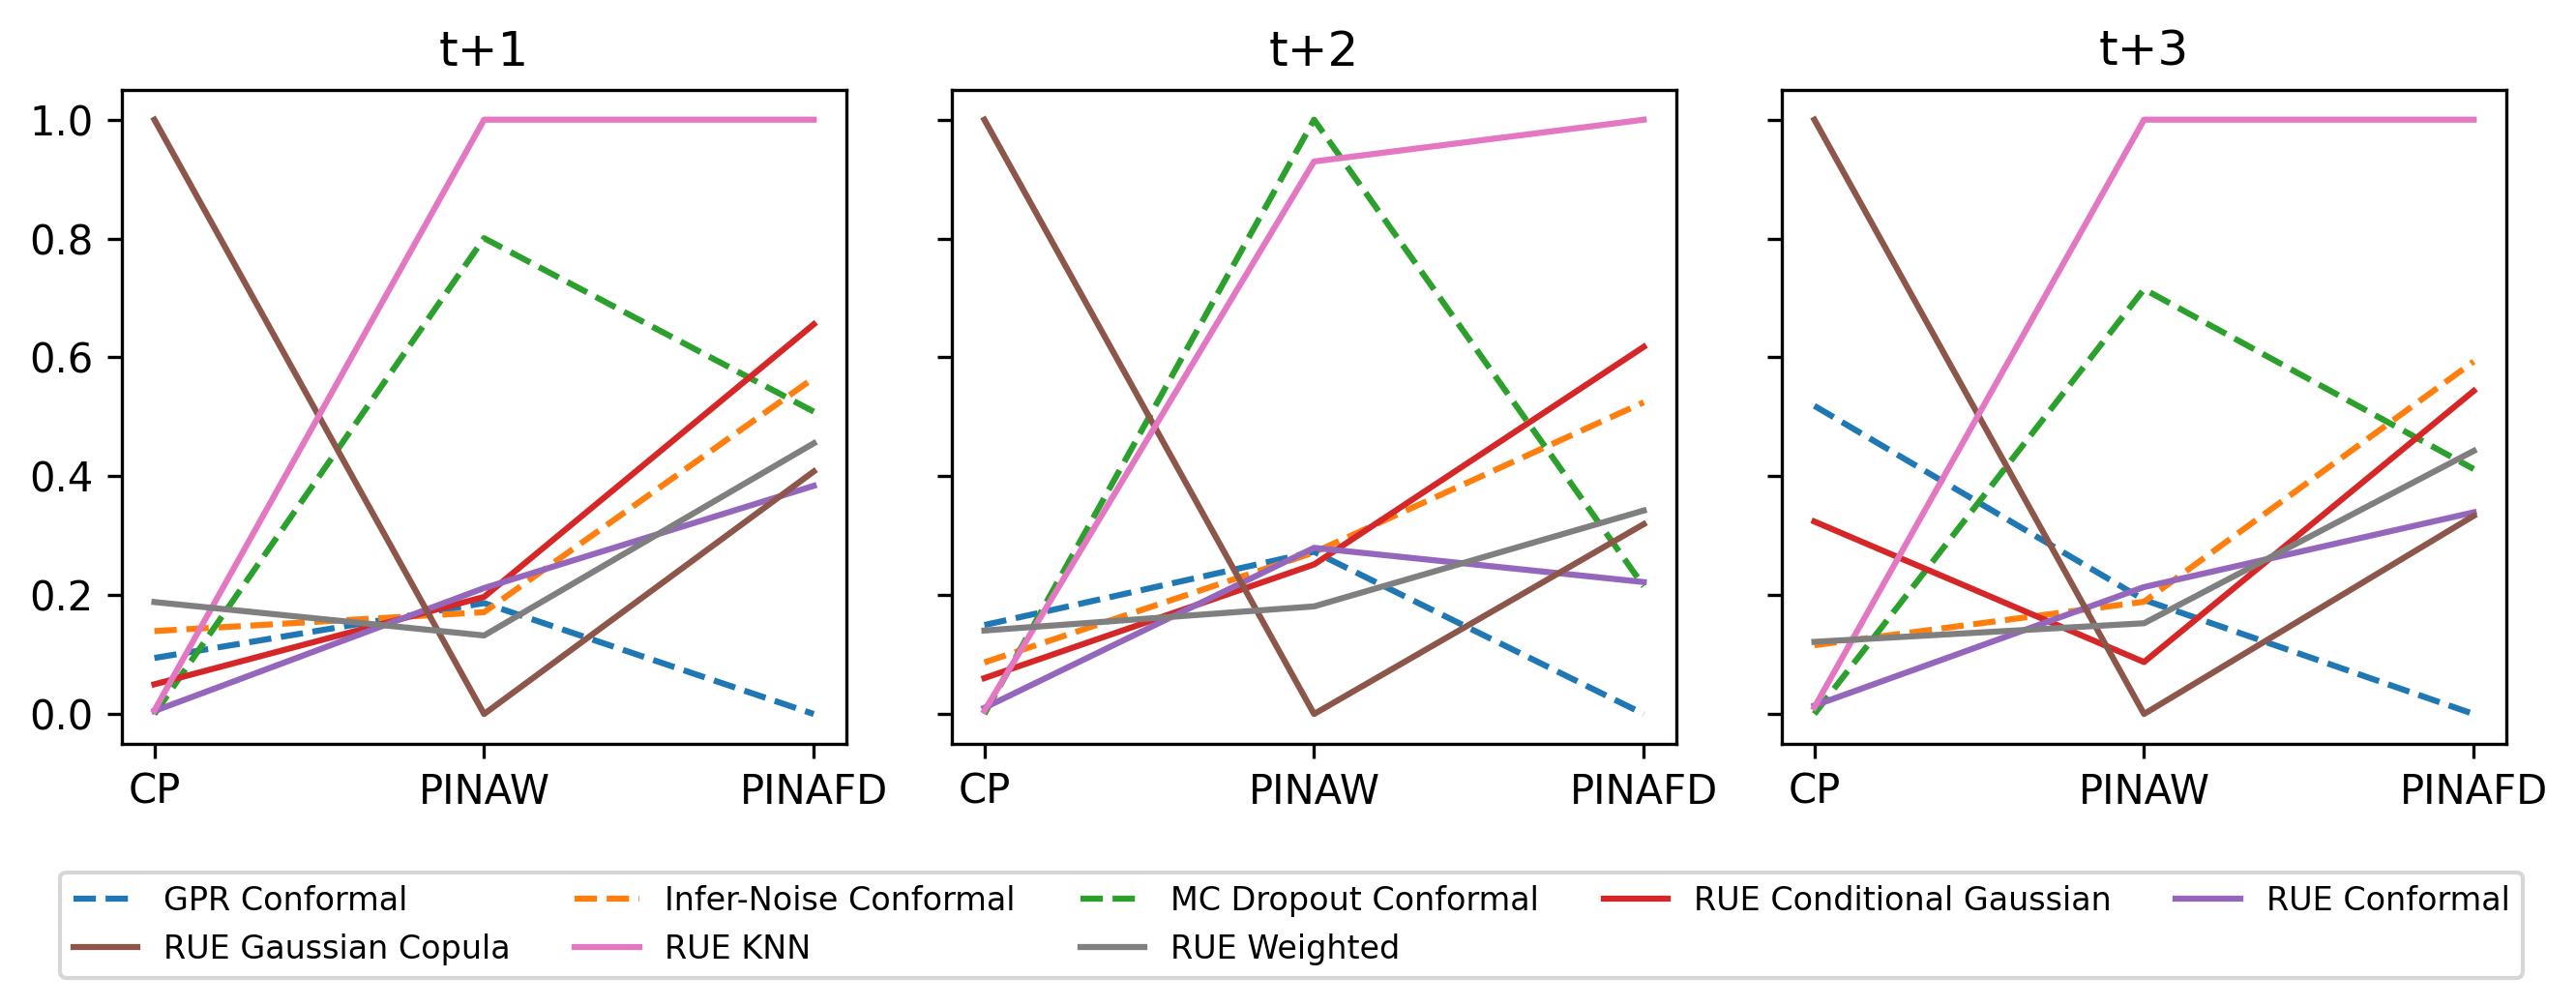 t+1 t+2 t+3
1.0
0.8
0.6
0.4
0.2
0.0
CP PINAW PINAFD CP PINAW PINAFD CP PINAW PINAFD
GPR Conformal Infer-Noise Conformal MC Dropout Conformal RUE Conditional Gaussian RUE Conformal
RUE Gaussian Copula RUE KNN RUE Weighted